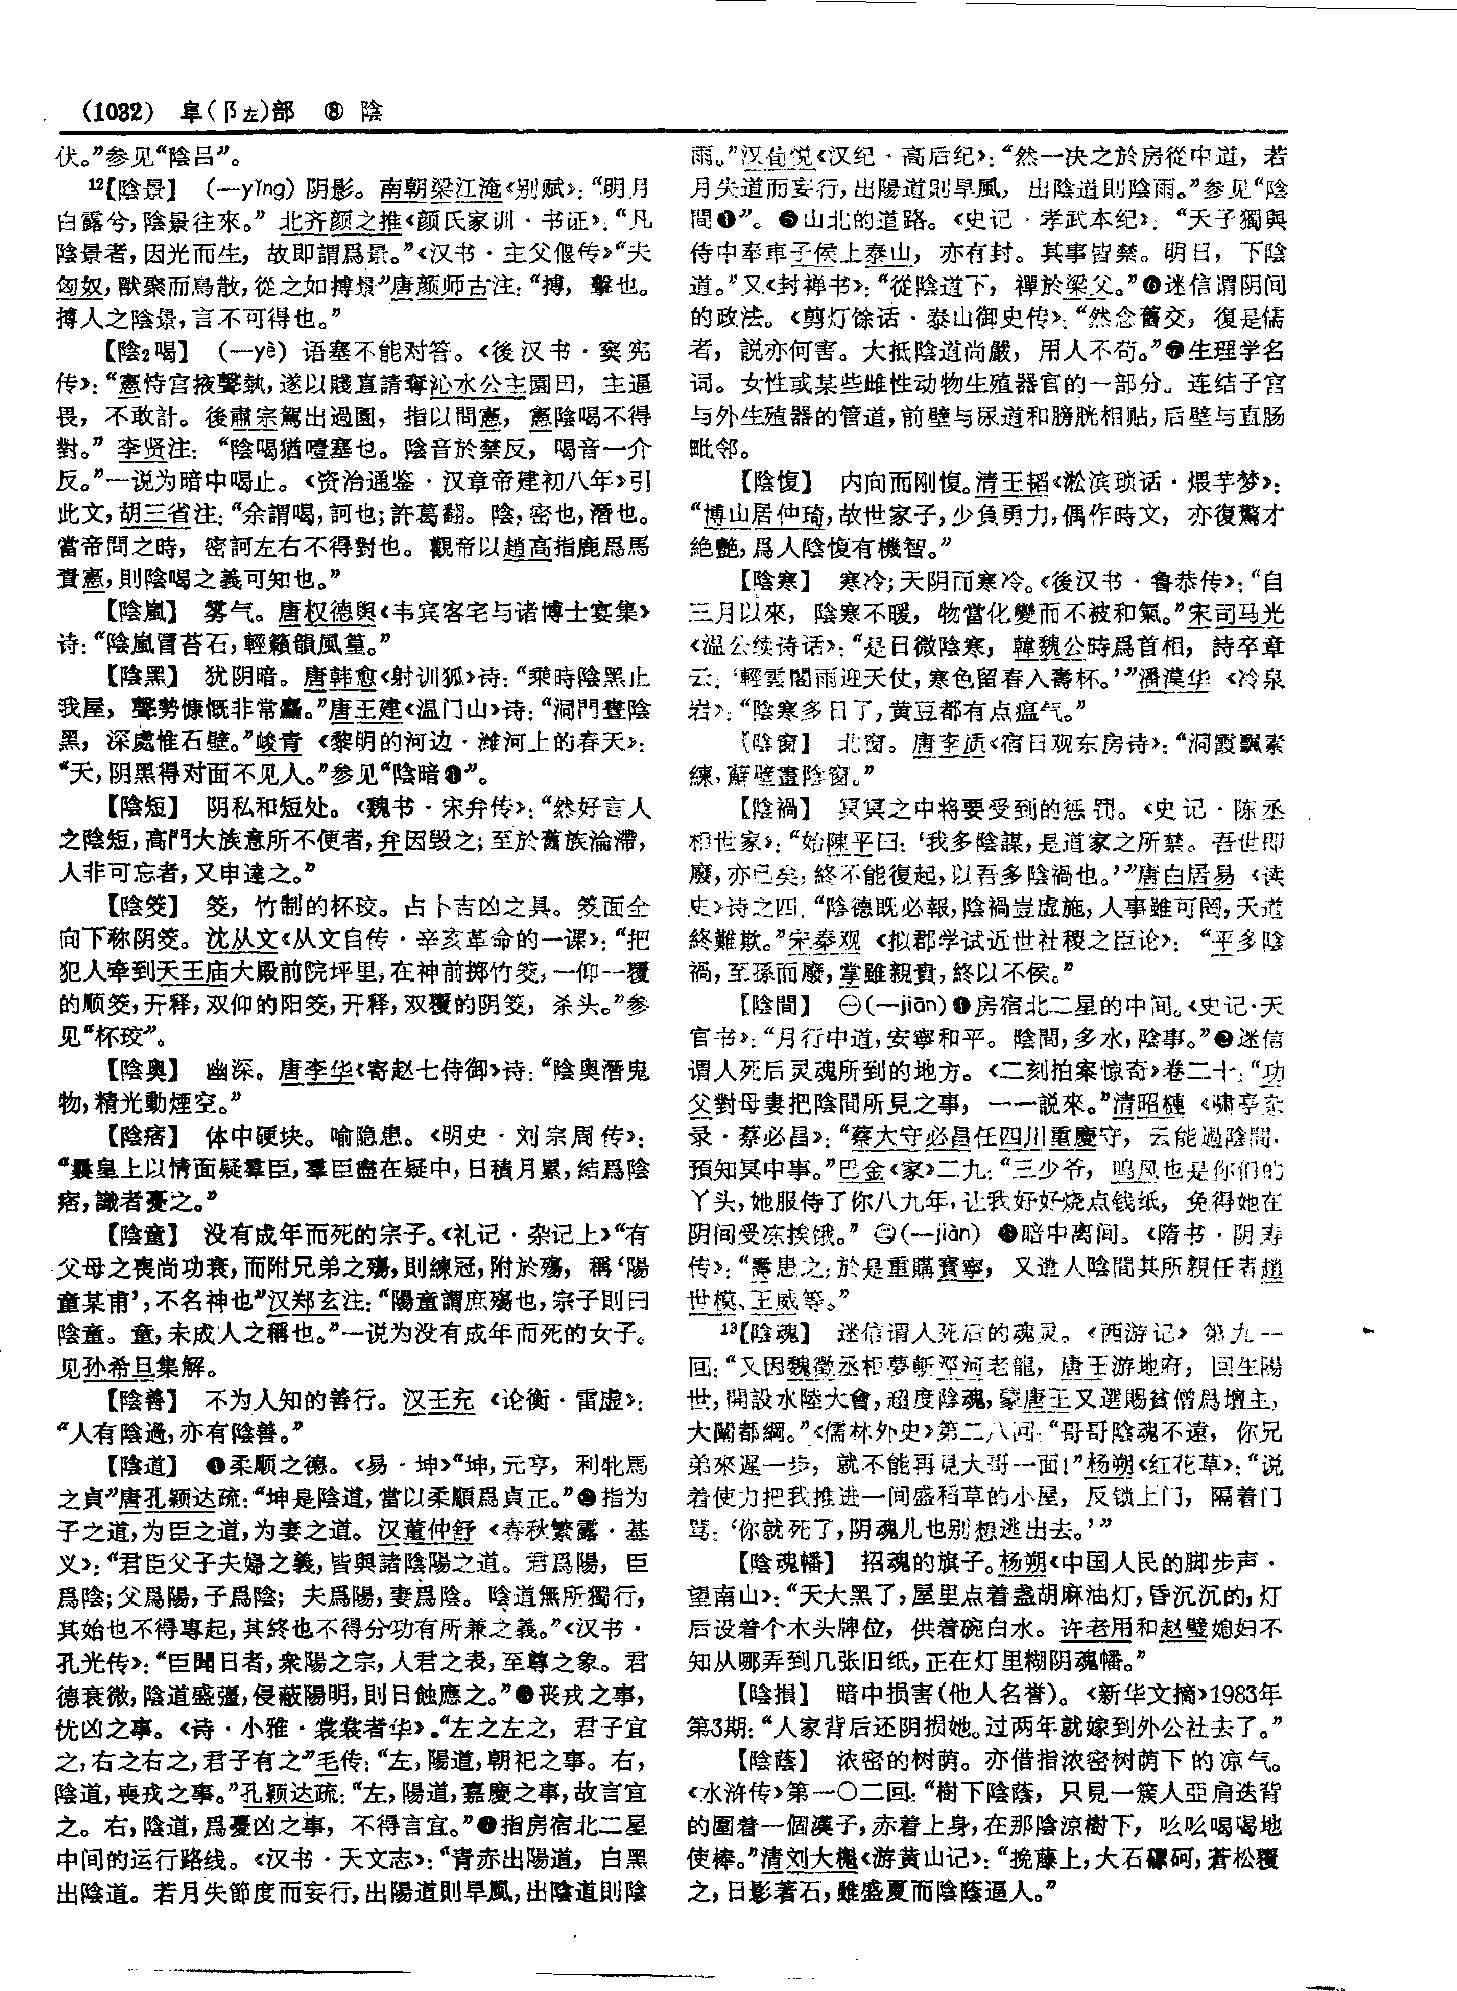 (1032) 阜(阝左)部 ⑧ 陰
伏。”参见“陰吕”。
12【陰景】 (—yǐng) 阴影。南朝梁江淹《别赋》:“明月
白露兮,陰景往來。” 北齐颜之推《颜氏家训·书证》:“凡
陰景者,因光而生, 故即謂爲景。”《汉书·主父偃传》“夫
匈奴,獸聚而鳥散,從之如搏景”唐颜师古注:“搏, 擊也。
搏人之陰景,言不可得也。”
【陰2喝】 (—yè) 语塞不能对答。《後汉书·窦宪
传》:“憲恃宫掖聲埶,遂以賤直請奪沁水公主園田, 主逼
畏, 不敢計。後肅宗駕出過園, 指以問憲, 憲陰喝不得
對。” 李贤注: “陰喝猶噎塞也。陰音於禁反, 喝音一介
反。”一说为暗中喝止。《资治通鉴·汉章帝建初八年》引
此文,胡三省注:“余謂喝,訶也;許葛翻。陰,密也,潛也。
當帝問之時, 密訶左右不得對也。觀帝以趙高指鹿爲馬
責憲,則陰喝之義可知也。”
【陰嵐】 雾气。唐权德舆《韦宾客宅与诸博士宴集》
诗:“陰嵐冒苔石,輕籟韻風篁。”
【陰黑】 犹阴暗。唐韩愈《射训狐》诗:“乘時陰黑止
我屋, 聲勢慷慨非常麤。”唐王建《温门山》诗:“洞門晝陰
黑, 深處惟石壁。”峻青《黎明的河边·潍河上的春天》:
“天,阴黑得对面不见人。”参见“陰暗❶”。
【陰短】 阴私和短处。《魏书·宋弁传》:“然好言人
之陰短,高門大族意所不便者,弁因毁之;至於舊族淪滯,
人非可忘者,又申達之。”
【陰筊】 筊, 竹制的杯珓。占卜吉凶之具。筊面全
向下称阴筊。沈从文《从文自传·辛亥革命的一课》:“把
犯人牵到天王庙大殿前院坪里,在神前掷竹筊,一仰一覆
的顺筊,开释,双仰的阳筊,开释,双覆的阴筊, 杀头。”参
见“杯珓”。
【陰奥】 幽深。唐李华《寄赵七侍御》诗:“陰奥潛鬼
物,精光動煙空。”
【陰痞】 体中硬块。喻隐患。《明史·刘宗周传》:
“曩皇上以情面疑羣臣,羣臣盡在疑中,日積月累,結爲陰
痞,識者憂之。”
【陰童】 没有成年而死的宗子。《礼记·杂记上》“有
父母之喪尚功衰,而附兄弟之殤,則練冠,附於殤, 稱‘陽
童某甫’,不名神也”汉郑玄注:“陽童謂庶殤也,宗子則曰
陰童。童,未成人之稱也。”一说为没有成年而死的女子。
见孙希旦集解。
【陰善】 不为人知的善行。汉王充《论衡·雷虚》:
“人有陰過,亦有陰善。”
【陰道】 ❶柔顺之德。《易·坤》“坤,元亨, 利牝馬
之貞”唐孔颖达疏:“坤是陰道,當以柔順爲貞正。”❷指为
子之道,为臣之道,为妻之道。汉董仲舒《春秋繁露·基
义》:“君臣父子夫婦之義,皆與諸陰陽之道。君爲陽, 臣
爲陰;父爲陽,子爲陰; 夫爲陽,妻爲陰。陰道無所獨行,
其始也不得專起,其終也不得分功有所兼之義。”《汉书·
孔光传》:“臣聞日者,衆陽之宗,人君之表,至尊之象。君
德衰微,陰道盛彊,侵蔽陽明,則日蝕應之。”❸丧戎之事,
忧凶之事。《诗·小雅·裳裳者华》:“左之左之, 君子宜
之,右之右之,君子有之”毛传:“左,陽道,朝祀之事。右,
陰道,喪戎之事。”孔颖达疏:“左,陽道,嘉慶之事,故言宜
之。右,陰道,爲憂凶之事, 不得言宜。”❹指房宿北二星
中间的运行路线。《汉书·天文志》:“青赤出陽道, 白黑
出陰道。若月失節度而妄行,出陽道則旱風,出陰道則陰
雨。”汉荀悦《汉纪·高后纪》:“然一决之於房從中道, 若
月失道而妄行,出陽道則旱風, 出陰道則陰雨。”参见“陰
間❶”。❺山北的道路。《史记·孝武本纪》: “天子獨與
侍中奉車子侯上泰山, 亦有封。其事皆禁。明日, 下陰
道。”又《封禅书》:“從陰道下, 禪於梁父。”❻迷信谓阴间
的政法。《剪灯馀话·泰山御史传》:“然念舊交, 復是儒
者, 説亦何害。大抵陰道尚嚴, 用人不苟。”❼生理学名
词。女性或某些雌性动物生殖器官的一部分。连结子宫
与外生殖器的管道,前壁与尿道和膀胱相贴,后壁与直肠
毗邻。
【陰愎】 内向而刚愎。清王韬《淞滨琐话·煨芋梦》:
“博山居仲琦,故世家子,少負勇力,偶作時文, 亦復驚才
絶艷,爲人陰愎有機智。”
【陰寒】 寒冷;天阴而寒冷。《後汉书·鲁恭传》:“自
三月以來, 陰寒不暖, 物當化變而不被和氣。”宋司马光
《温公续诗话》:“是日微陰寒, 韓魏公時爲首相, 詩卒章
云:‘輕雲閣雨迎天仗,寒色留春入壽杯。’”潘漠华《冷泉
岩》:“陰寒多日了,黄豆都有点瘟气。”
【陰窗】 北窗。唐李质《宿日观东房诗》:“洞霞飄素
練,蘚壁畫陰窗。”
【陰禍】 冥冥之中将要受到的惩罚。《史记·陈丞
相世家》:“始陳平曰:‘我多陰謀,是道家之所禁。吾世即
廢,亦已矣,終不能復起,以吾多陰禍也。’”唐白居易《读
史》诗之四:“陰德既必報,陰禍豈虚施,人事雖可罔,天道
終難欺。”宋秦观《拟郡学试近世社稷之臣论》: “平多陰
禍,至孫而廢,掌雖親貴,終以不侯。”
【陰間】 ㊀(—jiān)❶房宿北二星的中间。《史记·天
官书》:“月行中道,安寧和平。陰間,多水,陰事。”❷迷信
谓人死后灵魂所到的地方。《二刻拍案惊奇》卷二十:“功
父對母妻把陰間所見之事, 一一説來。”清昭槤《啸亭杂
录·蔡必昌》:“蔡太守必昌任四川重慶守, 云能過陰間,
預知冥中事。”巴金《家》二九:“三少爷, 鸣凤也是你们的
丫头,她服侍了你八九年,让我好好烧点钱纸, 免得她在
阴间受冻挨饿。” ㊁(—jiàn) ❸暗中离间。《隋书·阴寿
传》:“壽患之,於是重購寶寧, 又遣人陰間其所親任者趙
世模、王威等。”
13【陰魂】 迷信谓人死后的魂灵。《西游记》第九一
回:“又因魏徵丞相夢斬涇河老龍, 唐王游地府, 回生陽
世,開設水陸大會,超度陰魂,蒙唐王又選賜貧僧爲壇主,
大闡都綱。”《儒林外史》第二八回:“哥哥陰魂不遠, 你兄
弟來遲一步, 就不能再見大哥一面!”杨朔《红花草》:“说
着使力把我推进一间盛稻草的小屋, 反锁上门, 隔着门
骂:‘你就死了,阴魂儿也别想逃出去。’”
【陰魂幡】 招魂的旗子。杨朔《中国人民的脚步声·
望南山》:“天大黑了,屋里点着盏胡麻油灯,昏沉沉的,灯
后设着个木头牌位, 供着碗白水。许老用和赵璧媳妇不
知从哪弄到几张旧纸,正在灯里糊阴魂幡。”
【陰損】 暗中损害(他人名誉)。《新华文摘》1983年
第3期:“人家背后还阴损她。过两年就嫁到外公社去了。”
【陰蔭】 浓密的树荫。亦借指浓密树荫下的凉气。
《水浒传》第一〇二回:“樹下陰蔭, 只見一簇人亞肩迭背
的圍着一個漢子,赤着上身,在那陰涼樹下, 吆吆喝喝地
使棒。”清刘大櫆《游黄山记》:“挽藤上,大石磥砢,蒼松覆
之,日影著石,雖盛夏而陰蔭逼人。”